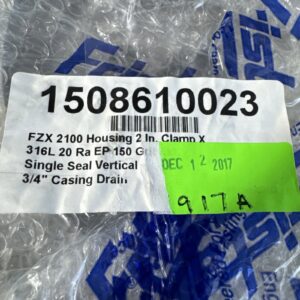 1508610023
FZX 2100 Housing 2 In. Clamp X
316L 20 Ra EP 150 G
Single Seal Vertical
3/4" Casing Drain
DEC 12 2017
917A